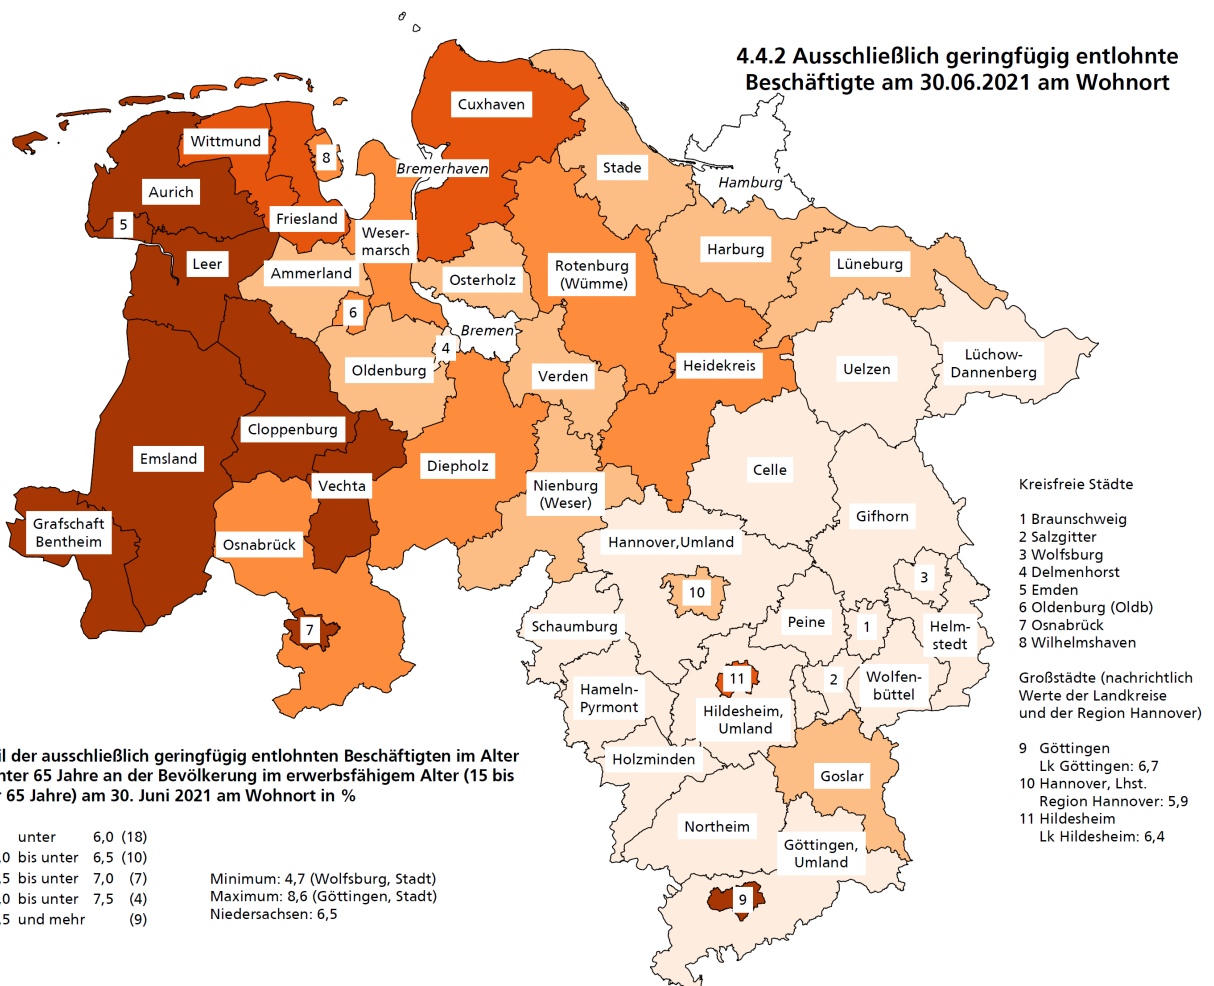 4.4.2 Ausschließlich geringfügig entlohnte
Beschäftigte am 30.06.2021 am Wohnort
Cuxhaven
Wittmund
8
Bremerhaven
Stade
Hamburg
Aurich
5
Friesland
Weser-
marsch
Leer
Ammerland
Osterholz
Rotenburg
(Wümme)
Harburg
Lüneburg
6
Bremen
4
Oldenburg
Verden
Heidekreis
Uelzen
Lüchow-
Dannenberg
Cloppenburg
Emsland
Vechta
Diepholz
Nienburg
(Weser)
Celle
Gifhorn
Grafschaft
Bentheim
Osnabrück
Hannover,Umland
10
3
7
Schaumburg
Peine
1
Helm-
stedt
11
2
Wolfen-
büttel
Hameln-
Pyrmont
Hildesheim,
Umland
Holzminden
Goslar
Northeim
Göttingen,
Umland
9
Kreisfreie Städte
1 Braunschweig
2 Salzgitter
3 Wolfsburg
4 Delmenhorst
5 Emden
6 Oldenburg (Oldb)
7 Osnabrück
8 Wilhelmshaven
Großstädte (nachrichtlich
Werte der Landkreise
und der Region Hannover)
9 Göttingen
Lk Göttingen: 6,7
10 Hannover, Lhst.
Region Hannover: 5,9
11 Hildesheim
Lk Hildesheim: 6,4
il der ausschließlich geringfügig entlohnten Beschäftigten im Alter
nter 65 Jahre an der Bevölkerung im erwerbsfähigem Alter (15 bis
65 Jahre) am 30. Juni 2021 am Wohnort in %
unter 6,0 (18)
,0 bis unter 6,5 (10)
,5 bis unter 7,0 (7)
,0 bis unter 7,5 (4)
,5 und mehr (9)
Minimum: 4,7 (Wolfsburg, Stadt)
Maximum: 8,6 (Göttingen, Stadt)
Niedersachsen: 6,5